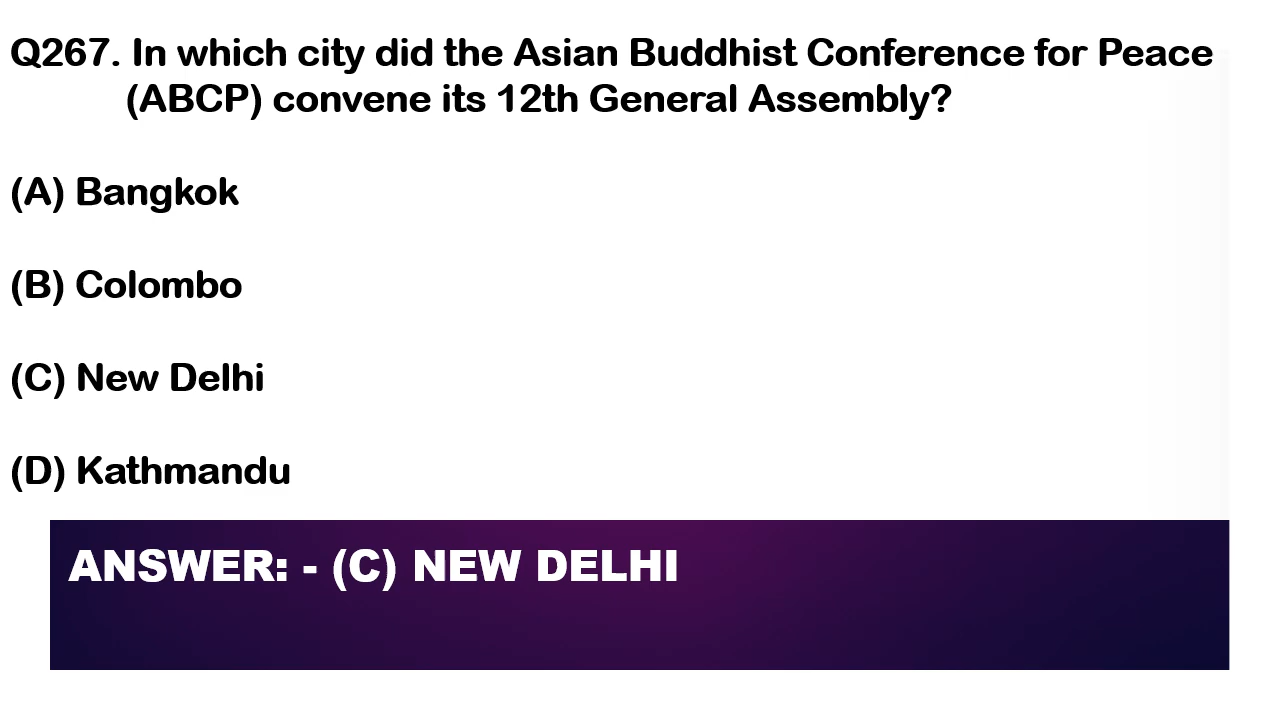 Q267. In which city did the Asian Buddhist Conference for Peace
(ABCP) convene its 12th General Assembly?
(A) Bangkok
(B) Colombo
(C) New Delhi
(D) Kathmandu
ANSWER: - (C) NEW DELHI